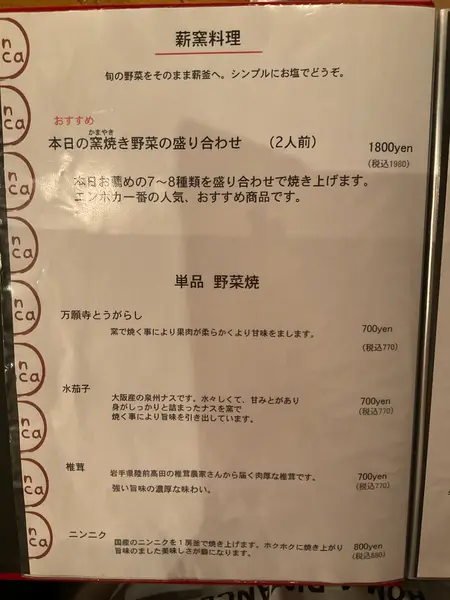 薪窯料理
旬の野菜をそのまま薪釜へ。シンプルにお塩でどうぞ。
おすすめ
かまやき
本日の窯焼き野菜の盛り合わせ （2人前） 1800yen
(税込1980)
本日お薦めの7〜8種類を盛り合わせで焼き上げます。
エンボカ一番の人気、おすすめ商品です。
単品 野菜焼
万願寺とうがらし
窯で焼く事により果肉が柔らかくより甘味をまします。 700yen
(税込770)
水茄子
大阪産の泉州ナスです。水々しくて、甘みとがあり 700yen
身がしっかりと詰まったナスを窯で (税込770)
焼く事により旨味を引き出しています。
椎茸
岩手県陸前高田の椎茸農家さんから届く肉厚な椎茸です。 700yen
強い旨味の濃厚な味わい。 (税込770)
ニンニク
国産のニンニクを1房釜で焼き上げます。ホクホクに焼き上がり 800yen
旨味のました美味しさが癖になります。 (税込880)
nca
nca
nca
nca
nca
nca
nca
nca